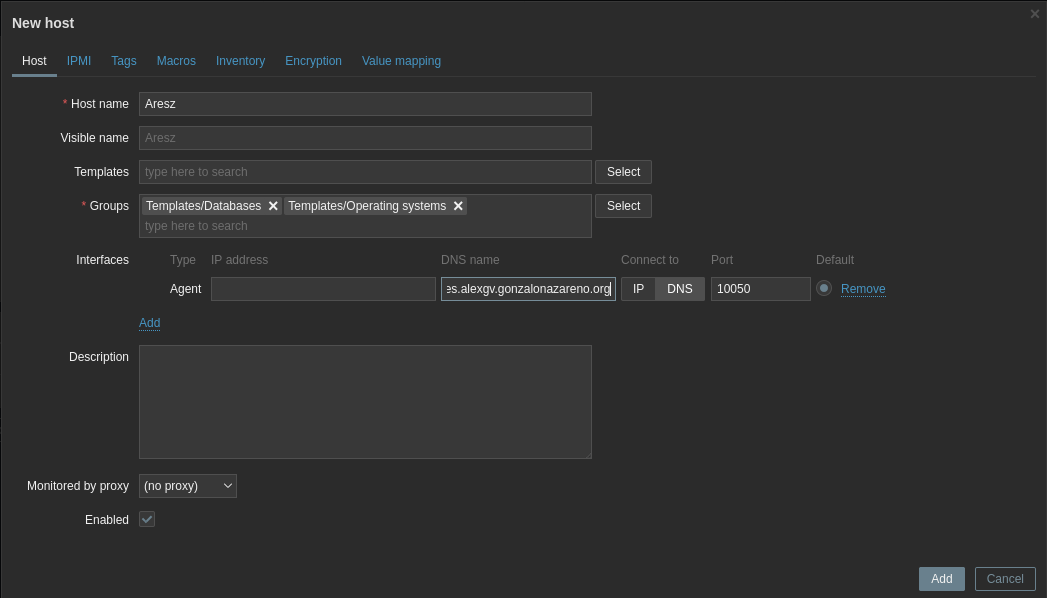 New host
Host IPMI Tags Macros Inventory Encryption Value mapping
* Host name Aresz
Visible name Aresz
Templates type here to search Select
* Groups Templates/Databases Templates/Operating systems Select
type here to search
Interfaces Type IP address DNS name Connect to Port Default
Agent es.alexgv.gonzalonazareno.org IP DNS 10050 Remove
Add
Description
Monitored by proxy (no proxy)
Enabled
Add Cancel